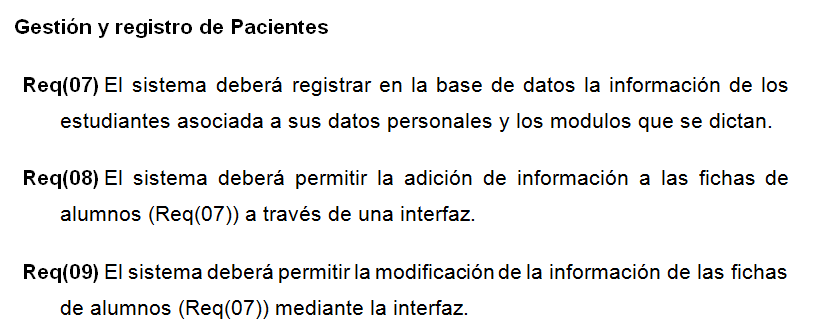 Gestión y registro de Pacientes
Req(07) El sistema deberá registrar en la base de datos la información de los
estudiantes asociada a sus datos personales y los modulos que se dictan.
Req(08) El sistema deberá permitir la adición de información a las fichas de
alumnos (Req(07)) a través de una interfaz.
Req(09) El sistema deberá permitir la modificación de la información de las fichas
de alumnos (Req(07)) mediante la interfaz.